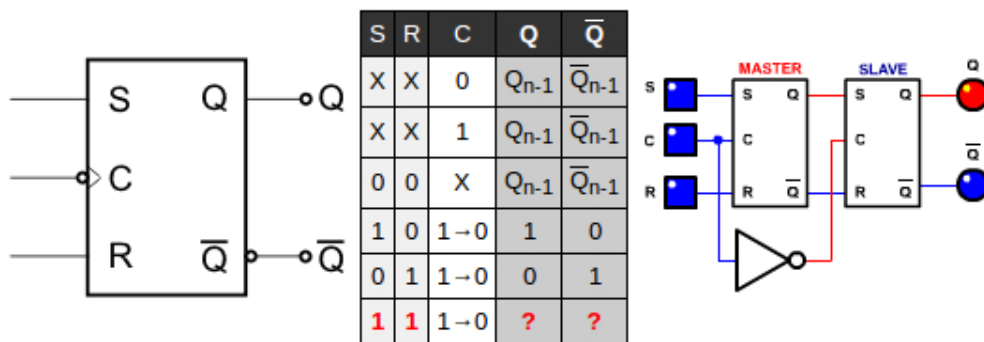 S Q Q
C
R Q̅ Q̅
S R C Q Q̅
X X 0 Qn-1 Q̅n-1
X X 1 Qn-1 Q̅n-1
0 0 X Qn-1 Q̅n-1
1 0 1→0 1 0
0 1 1→0 0 1
1 1 1→0 ? ?
MASTER SLAVE Q
S S Q S Q
C C C Q̅
R R Q̅ R Q̅